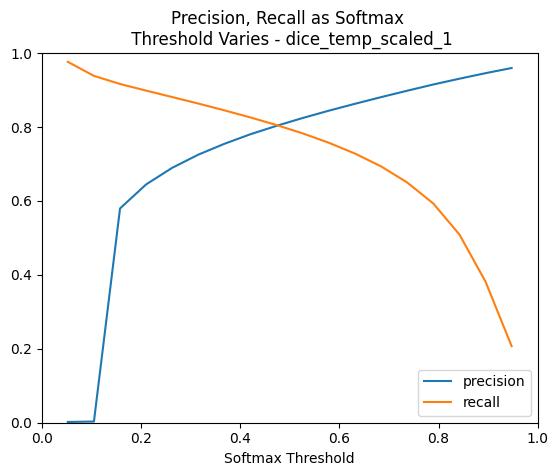 Precision, Recall as Softmax
Threshold Varies - dice_temp_scaled_1
1.0
0.8
0.6
0.4
0.2
0.0
0.0 0.2 0.4 0.6 0.8 1.0
precision
recall
Softmax Threshold